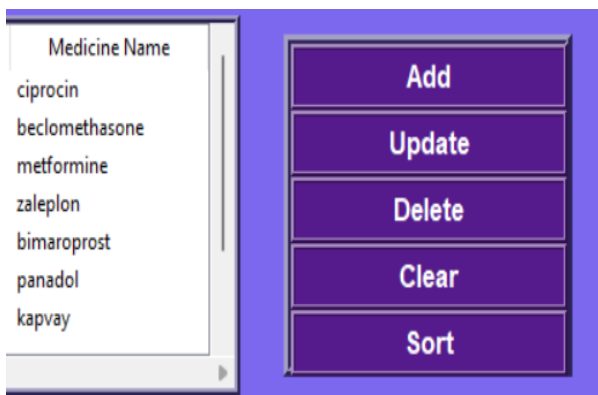 Medicine Name
ciprocin
beclomethasone
metformine
zaleplon
bimaroprost
panadol
kapvay
Add
Update
Delete
Clear
Sort